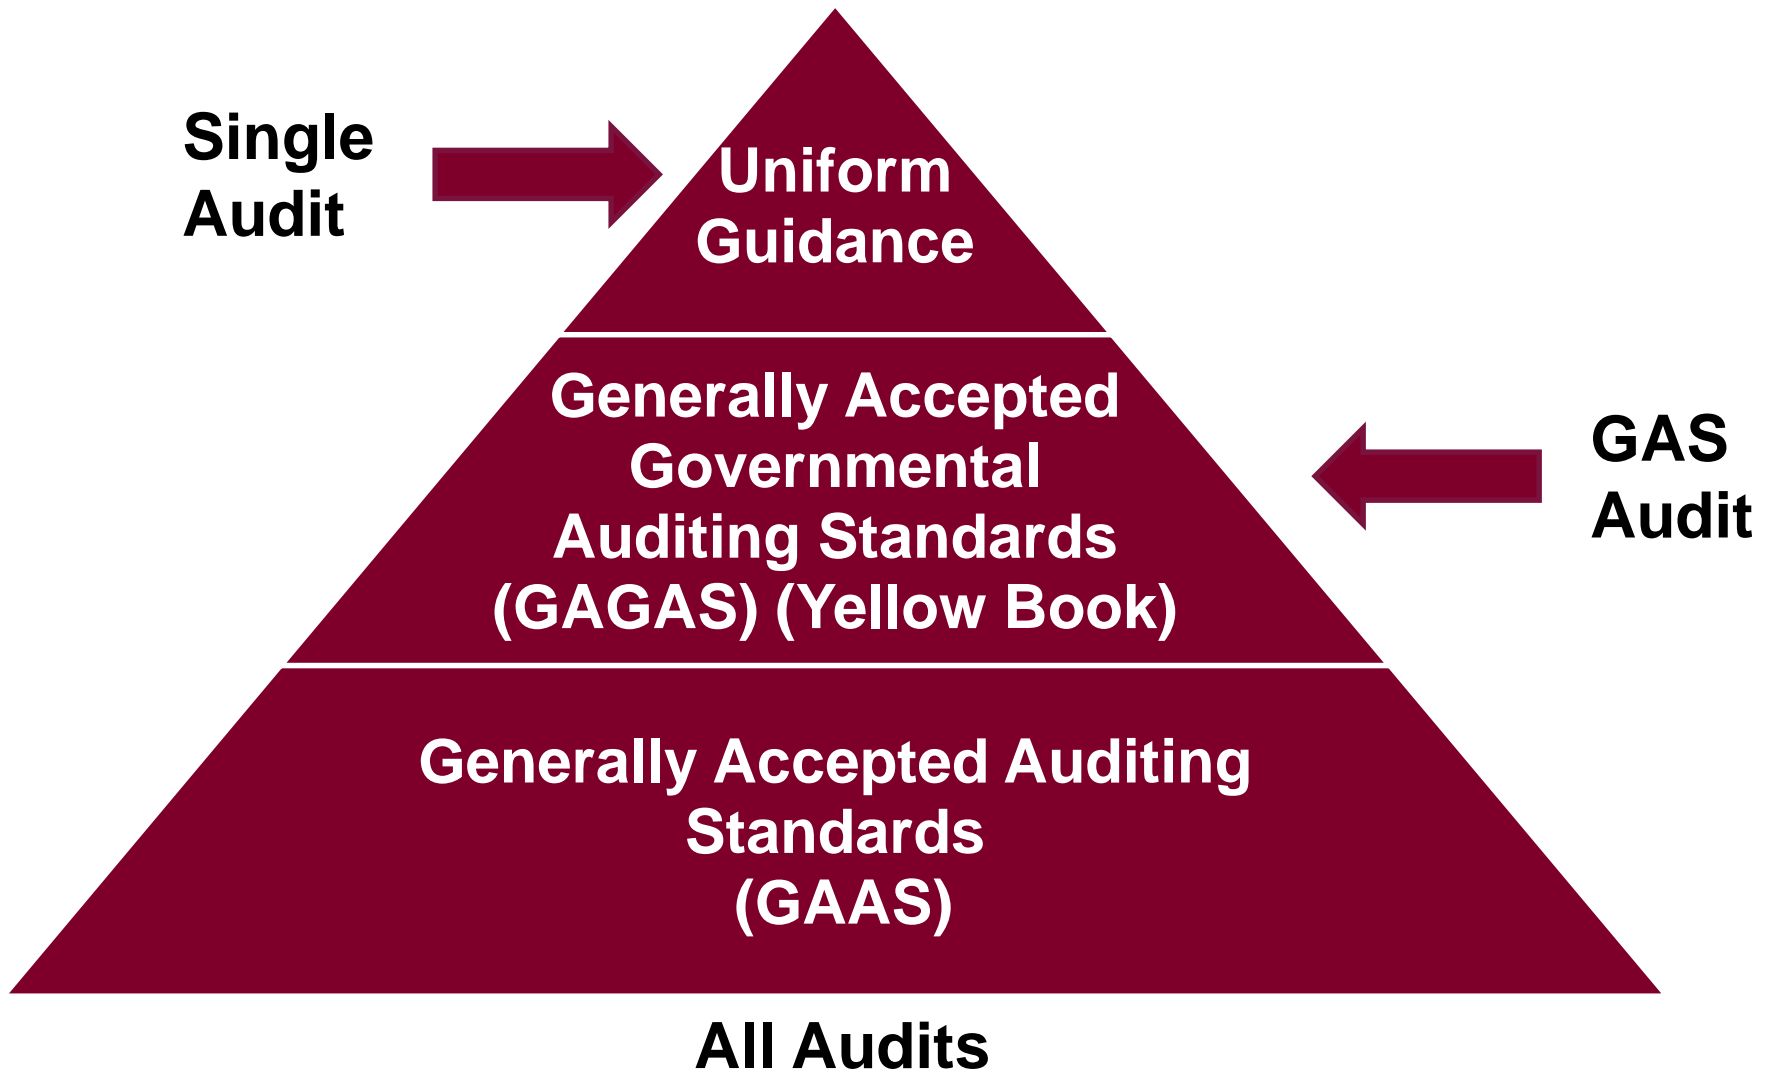 Single
Audit
Uniform
Guidance
Generally Accepted
Governmental
Auditing Standards
(GAGAS) (Yellow Book)
GAS
Audit
Generally Accepted Auditing
Standards
(GAAS)
All Audits